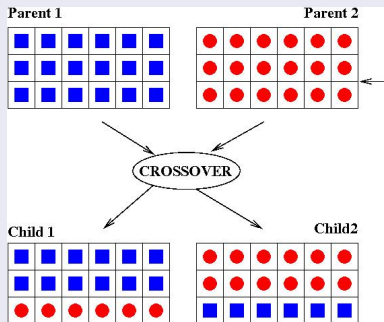 Parent 1
Parent 2
CROSSOVER
Child 1
Child2